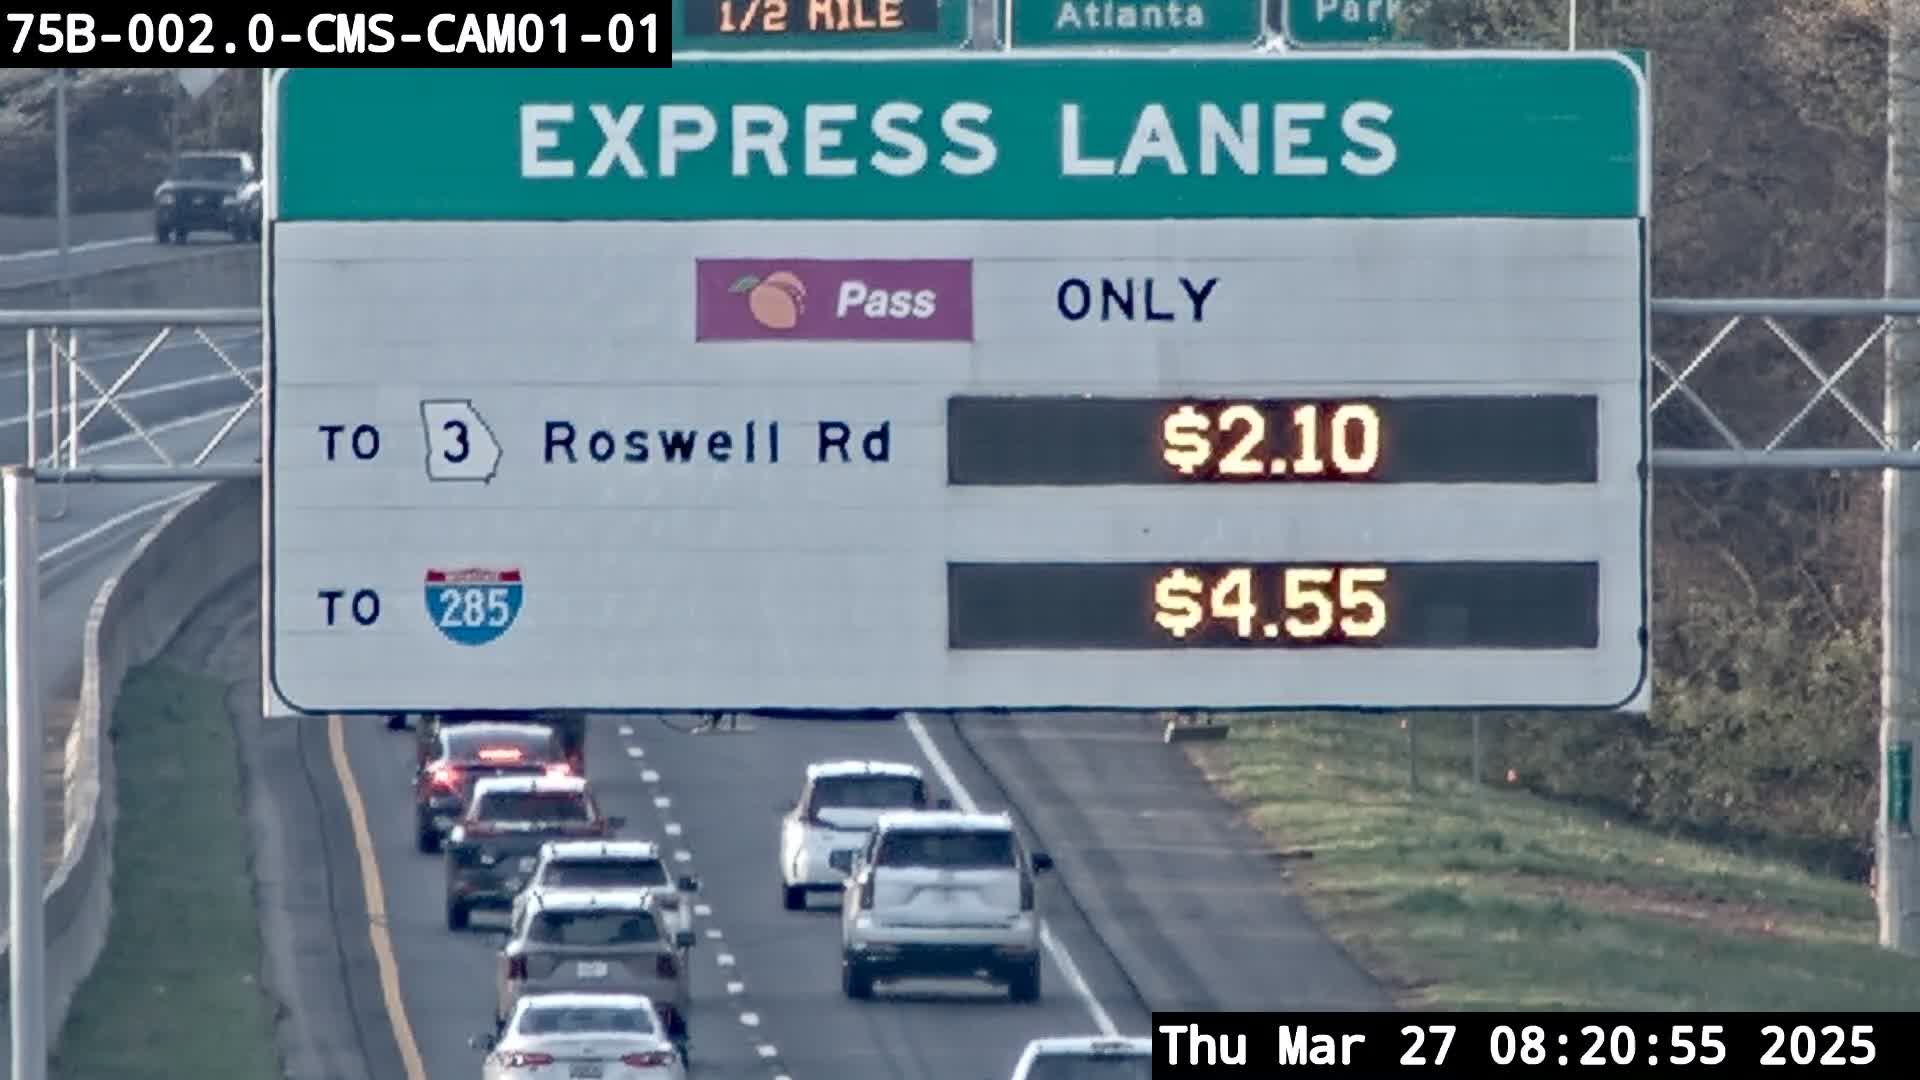 75B-002.0-CMS-CAM01-01
1/2 MILE
Atlanta
Park
EXPRESS LANES
Pass ONLY
TO 3 Roswell Rd $2.10
TO 285 $4.55
Thu Mar 27 08:20:55 2025